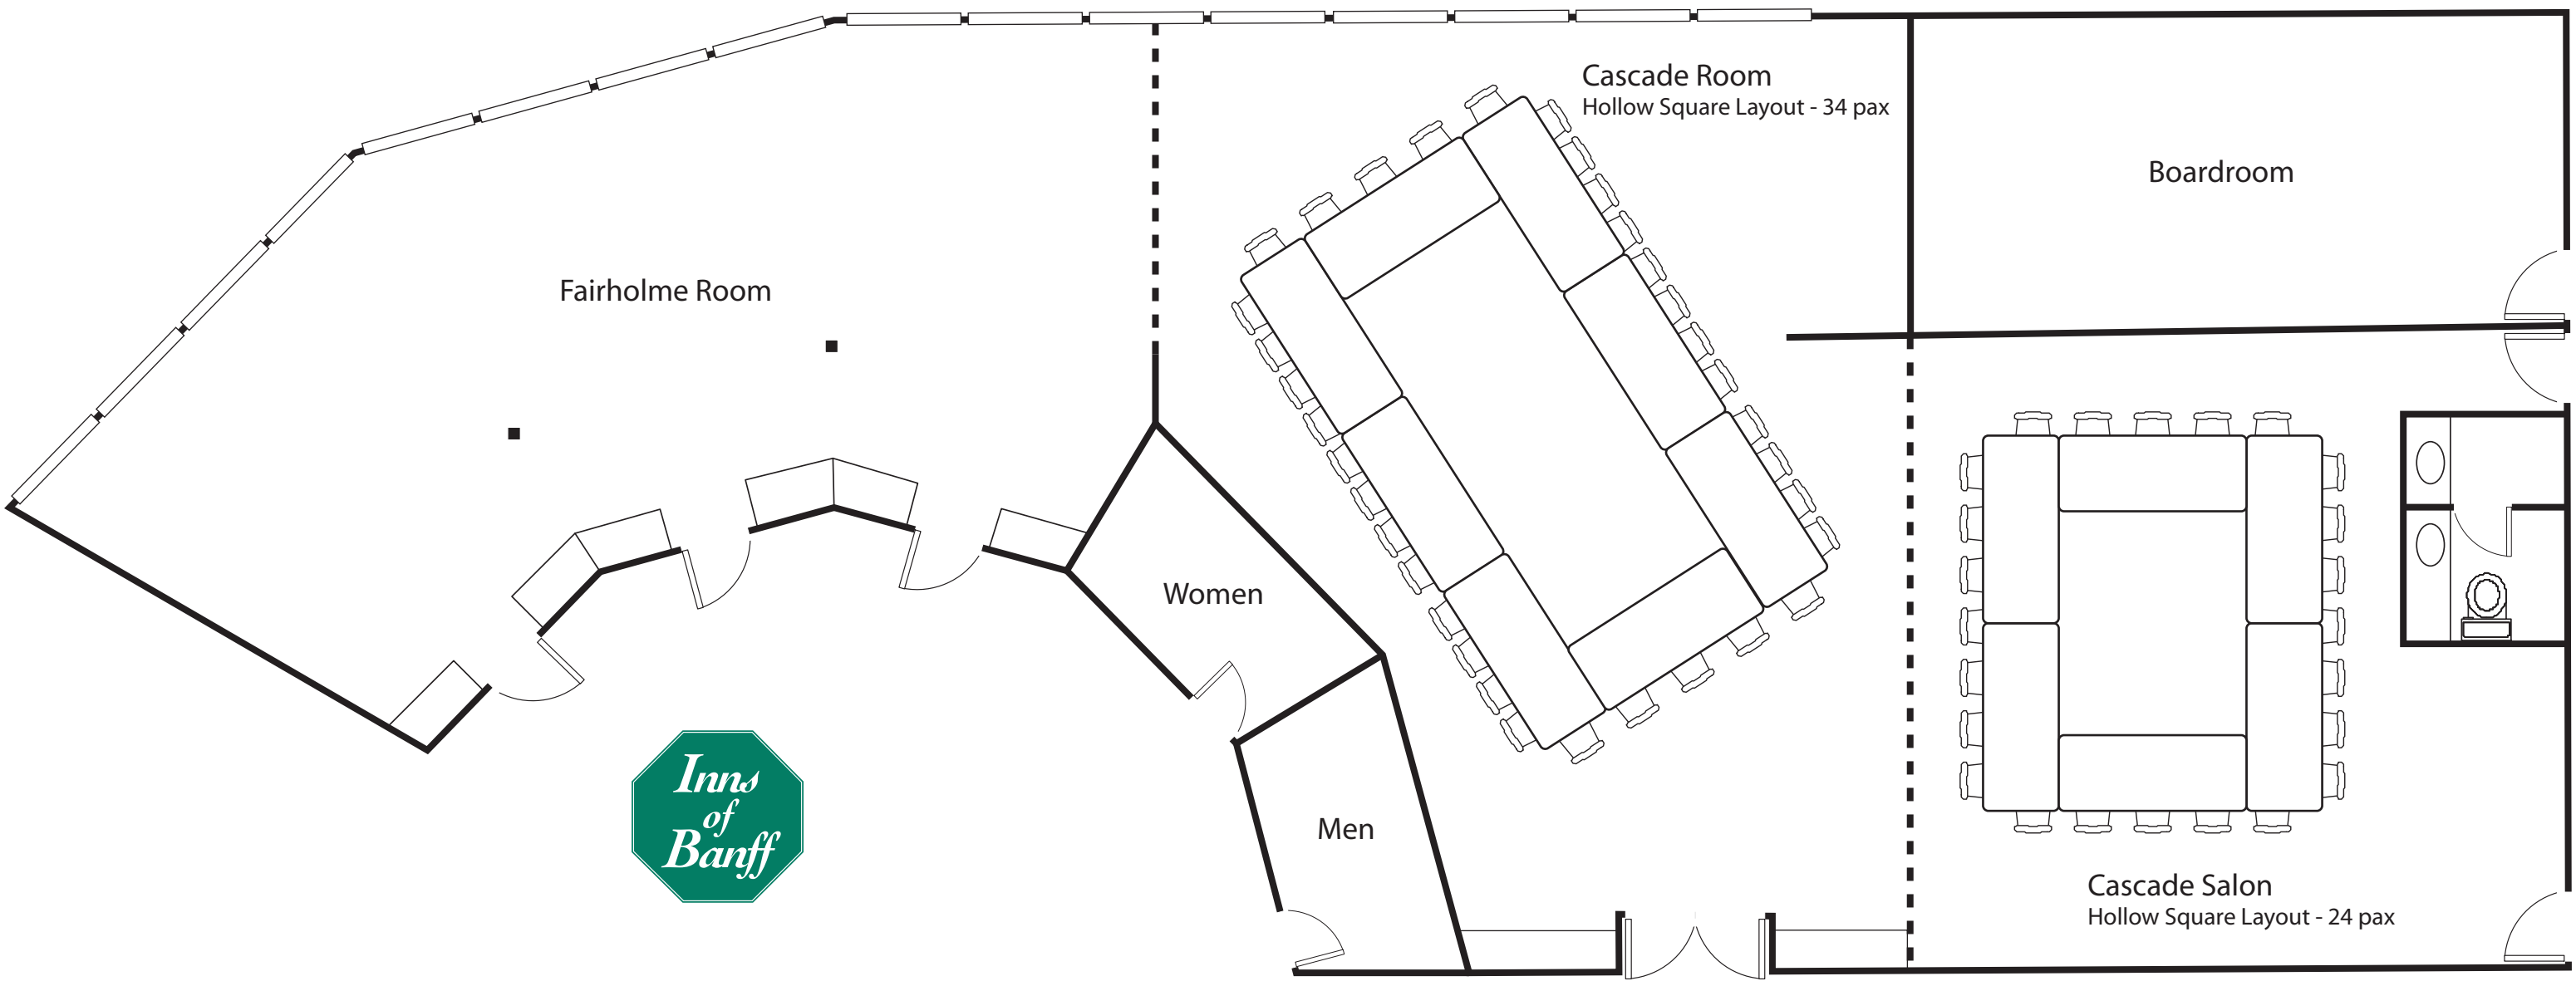 Cascade Room
Hollow Square Layout - 34 pax
Boardroom
Fairholme Room
Women
Men
Inns
of
Banff
Cascade Salon
Hollow Square Layout - 24 pax